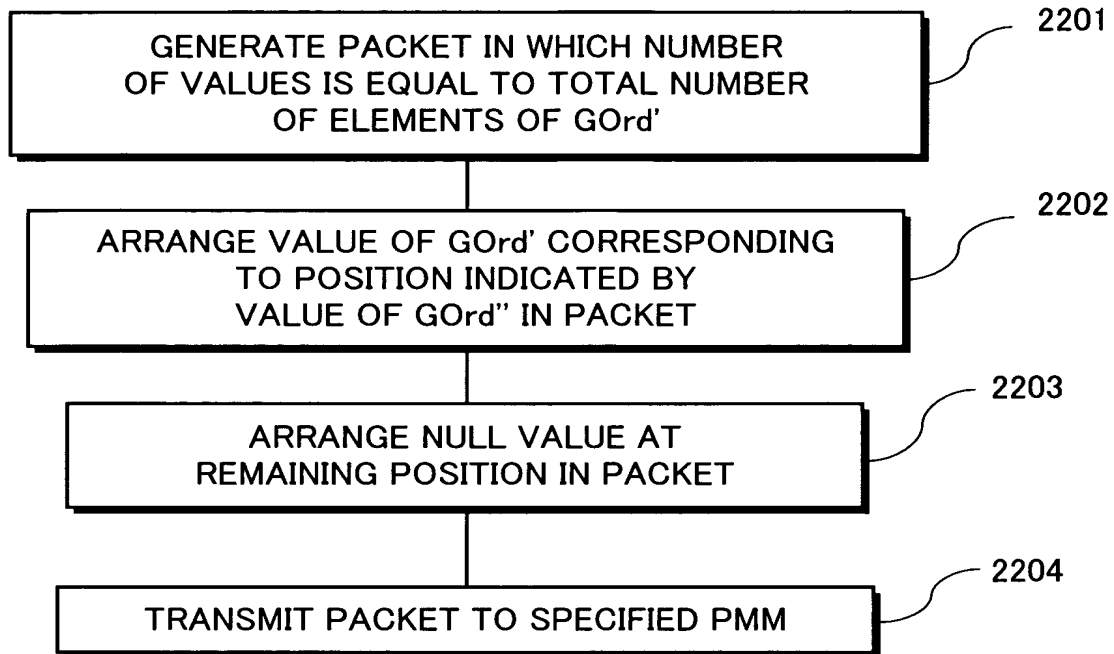 2201
GENERATE PACKET IN WHICH NUMBER
OF VALUES IS EQUAL TO TOTAL NUMBER
OF ELEMENTS OF GOrd'
2202
ARRANGE VALUE OF GOrd' CORRESPONDING
TO POSITION INDICATED BY
VALUE OF GOrd'' IN PACKET
2203
ARRANGE NULL VALUE AT
REMAINING POSITION IN PACKET
2204
TRANSMIT PACKET TO SPECIFIED PMM